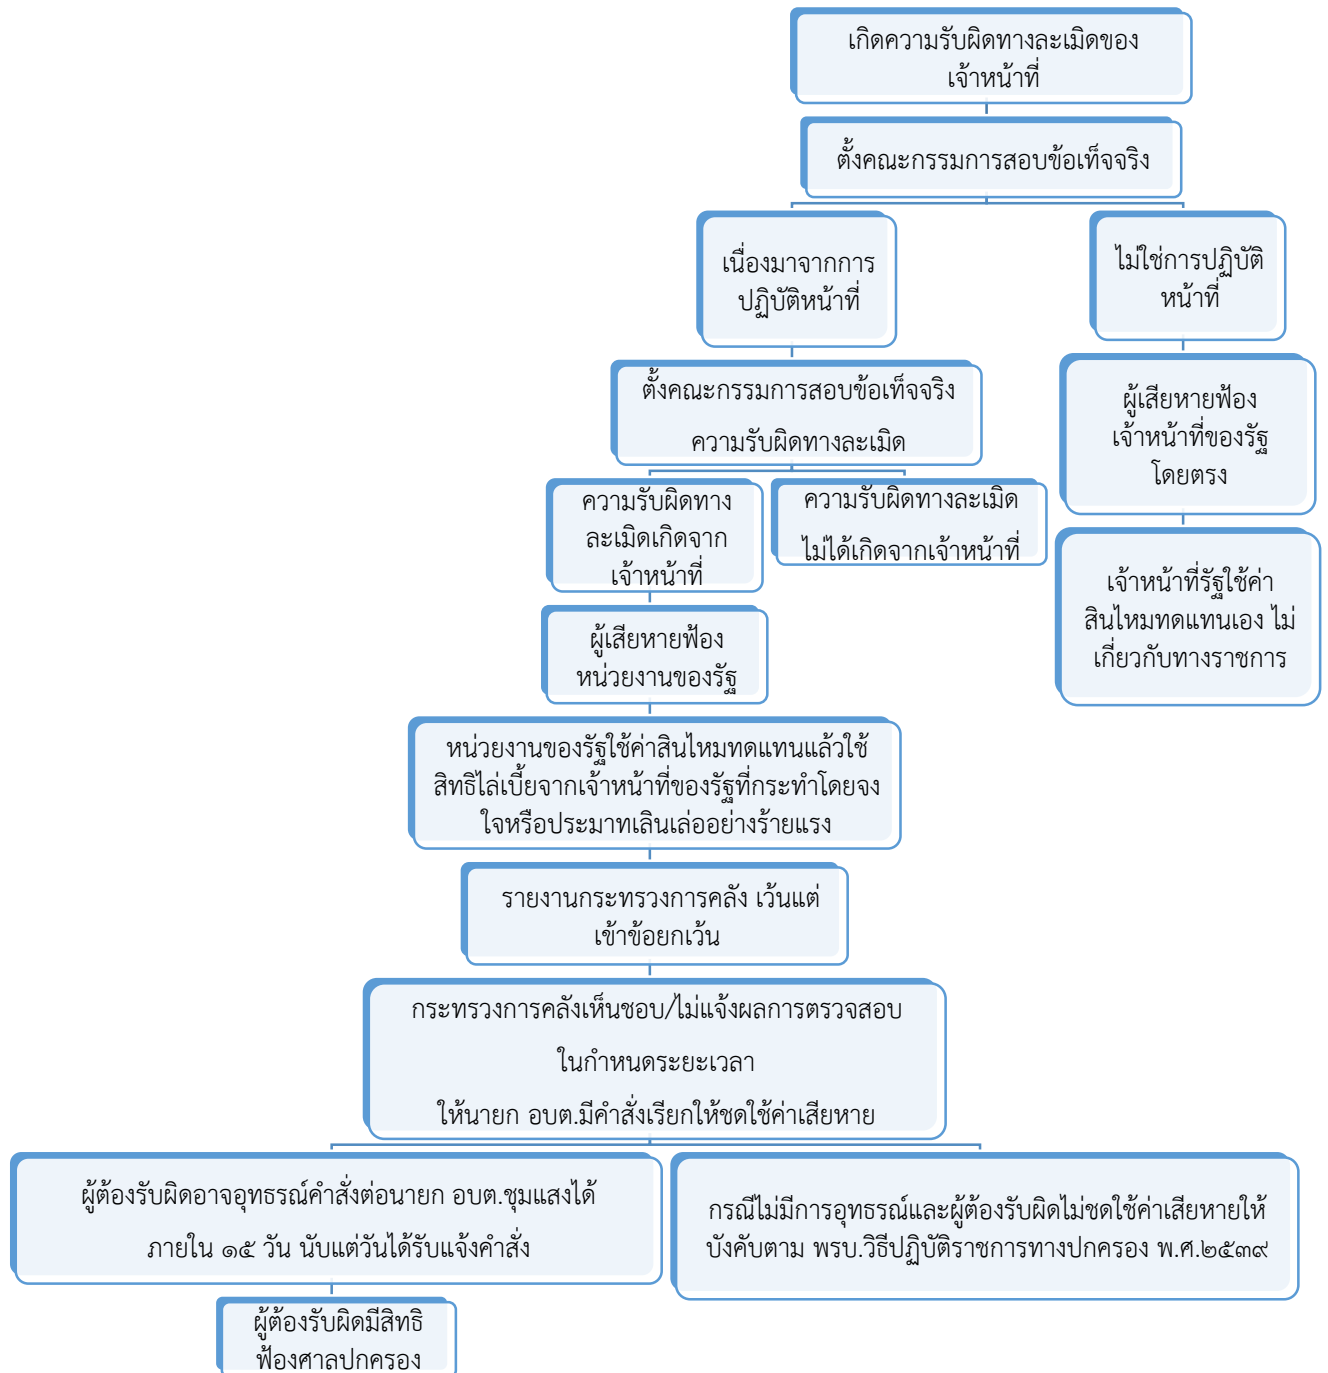 เกิดความรับผิดทางละเมิดของ
เจ้าหน้าที่
ตั้งคณะกรรมการสอบข้อเท็จจริง
เนื่องมาจากการ
ปฏิบัติหน้าที่
ไม่ใช่การปฏิบัติ
หน้าที่
ตั้งคณะกรรมการสอบข้อเท็จจริง
ความรับผิดทางละเมิด
ผู้เสียหายฟ้อง
เจ้าหน้าที่ของรัฐ
โดยตรง
ความรับผิดทาง
ละเมิดเกิดจาก
เจ้าหน้าที่
ความรับผิดทางละเมิด
ไม่ได้เกิดจากเจ้าหน้าที่
เจ้าหน้าที่รัฐใช้ค่า
สินไหมทดแทนเอง ไม่
เกี่ยวกับทางราชการ
ผู้เสียหายฟ้อง
หน่วยงานของรัฐ
หน่วยงานของรัฐใช้ค่าสินไหมทดแทนแล้วใช้
สิทธิไล่เบี้ยจากเจ้าหน้าที่ของรัฐที่กระทำโดยจง
ใจหรือประมาทเลินเล่ออย่างร้ายแรง
รายงานกระทรวงการคลัง เว้นแต่
เข้าข้อยกเว้น
กระทรวงการคลังเห็นชอบ/ไม่แจ้งผลการตรวจสอบ
ในกำหนดระยะเวลา
ให้นายก อบต.มีคำสั่งเรียกให้ชดใช้ค่าเสียหาย
ผู้ต้องรับผิดอาจอุทธรณ์คำสั่งต่อนายก อบต.ชุมแสงได้
ภายใน ๑๕ วัน นับแต่วันได้รับแจ้งคำสั่ง
กรณีไม่มีการอุทธรณ์และผู้ต้องรับผิดไม่ชดใช้ค่าเสียหายให้
บังคับตาม พรบ.วิธีปฏิบัติราชการทางปกครอง พ.ศ.๒๕๓๙
ผู้ต้องรับผิดมีสิทธิ
ฟ้องศาลปกครอง